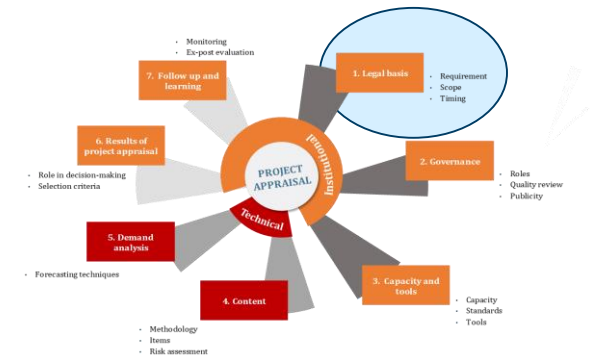 PROJECT
APPRAISAL
Institutional
Technical
1. Legal basis
• Requirement
• Scope
• Timing
2. Governance
• Roles
• Quality review
• Publicity
3. Capacity and
tools
• Capacity
• Standards
• Tools
4. Content
• Methodology
• Items
• Risk assessment
5. Demand
analysis
• Forecasting techniques
6. Results of
project appraisal
• Role in decision-making
• Selection criteria
7. Follow up and
learning
• Monitoring
• Ex-post evaluation